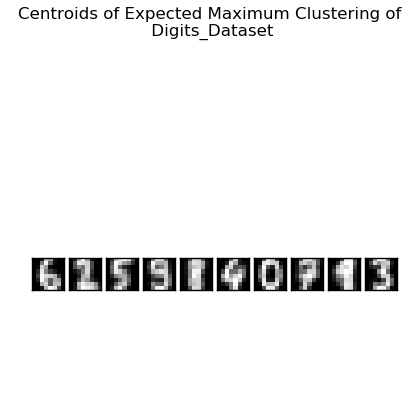 Centroids of Expected Maximum Clustering of
Digits_Dataset